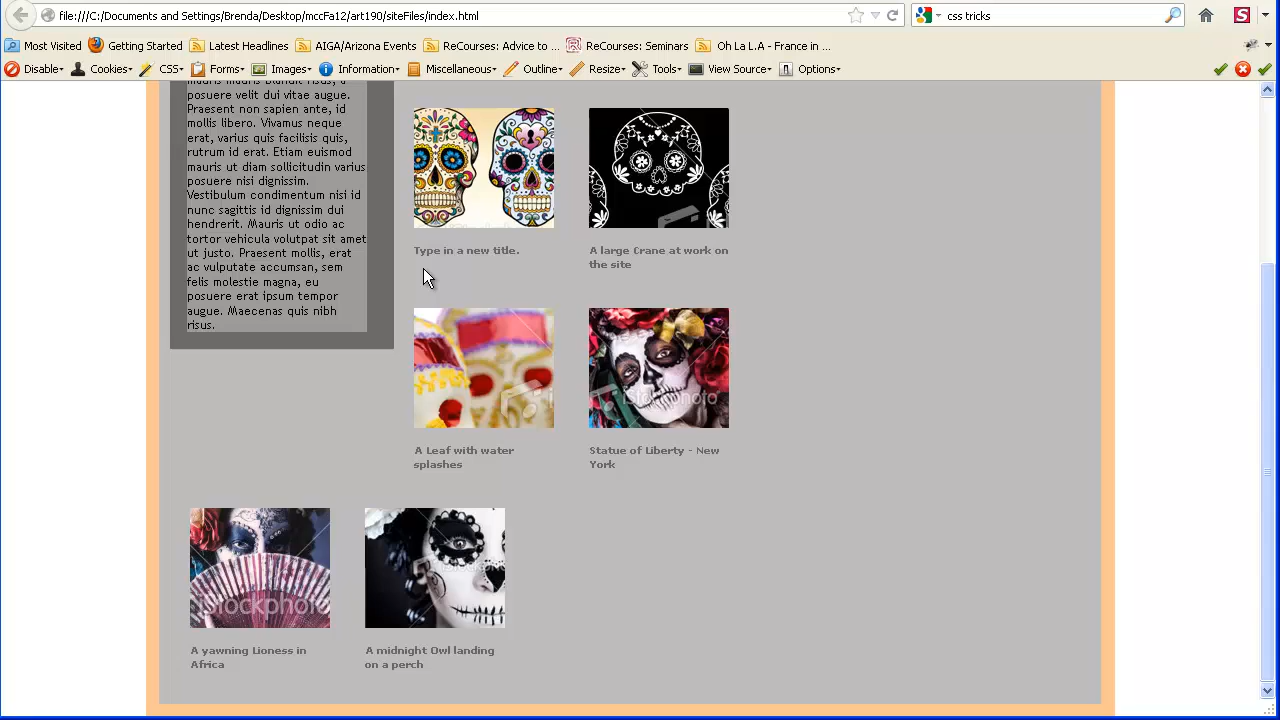 file:///C:/Documents and Settings/Brenda/Desktop/mccFa12/art190/siteFiles/index.html
css tricks
Most Visited
Getting Started
Latest Headlines
AIGA/Arizona Events
ReCourses: Advice to ...
ReCourses: Seminars
Oh La L.A - France in ...
Disable
Cookies
CSS
Forms
Images
Information
Miscellaneous
Outline
Resize
Tools
View Source
Options
posuere velit dui vitae augue.
Praesent non sapien ante, id
mollis libero. Vivamus neque
erat, varius quis facilisis quis,
rutrum id erat. Etiam euismod
mauris ut diam sollicitudin varius
posuere nisi dignissim.
Vestibulum condimentum nisi id
nunc sagittis id dignissim dui
hendrerit. Mauris ut odio ac
tortor vehicula volutpat sit amet
ut justo. Praesent mollis, erat
ac vulputate accumsan, sem
felis molestie magna, eu
posuere erat ipsum tempor
augue. Maecenas quis nibh
risus.
Type in a new title.
A large Crane at work on
the site
iStockphoto
A Leaf with water
splashes
Statue of Liberty - New
York
iStockphoto
A yawning Lioness in
Africa
A midnight Owl landing
on a perch